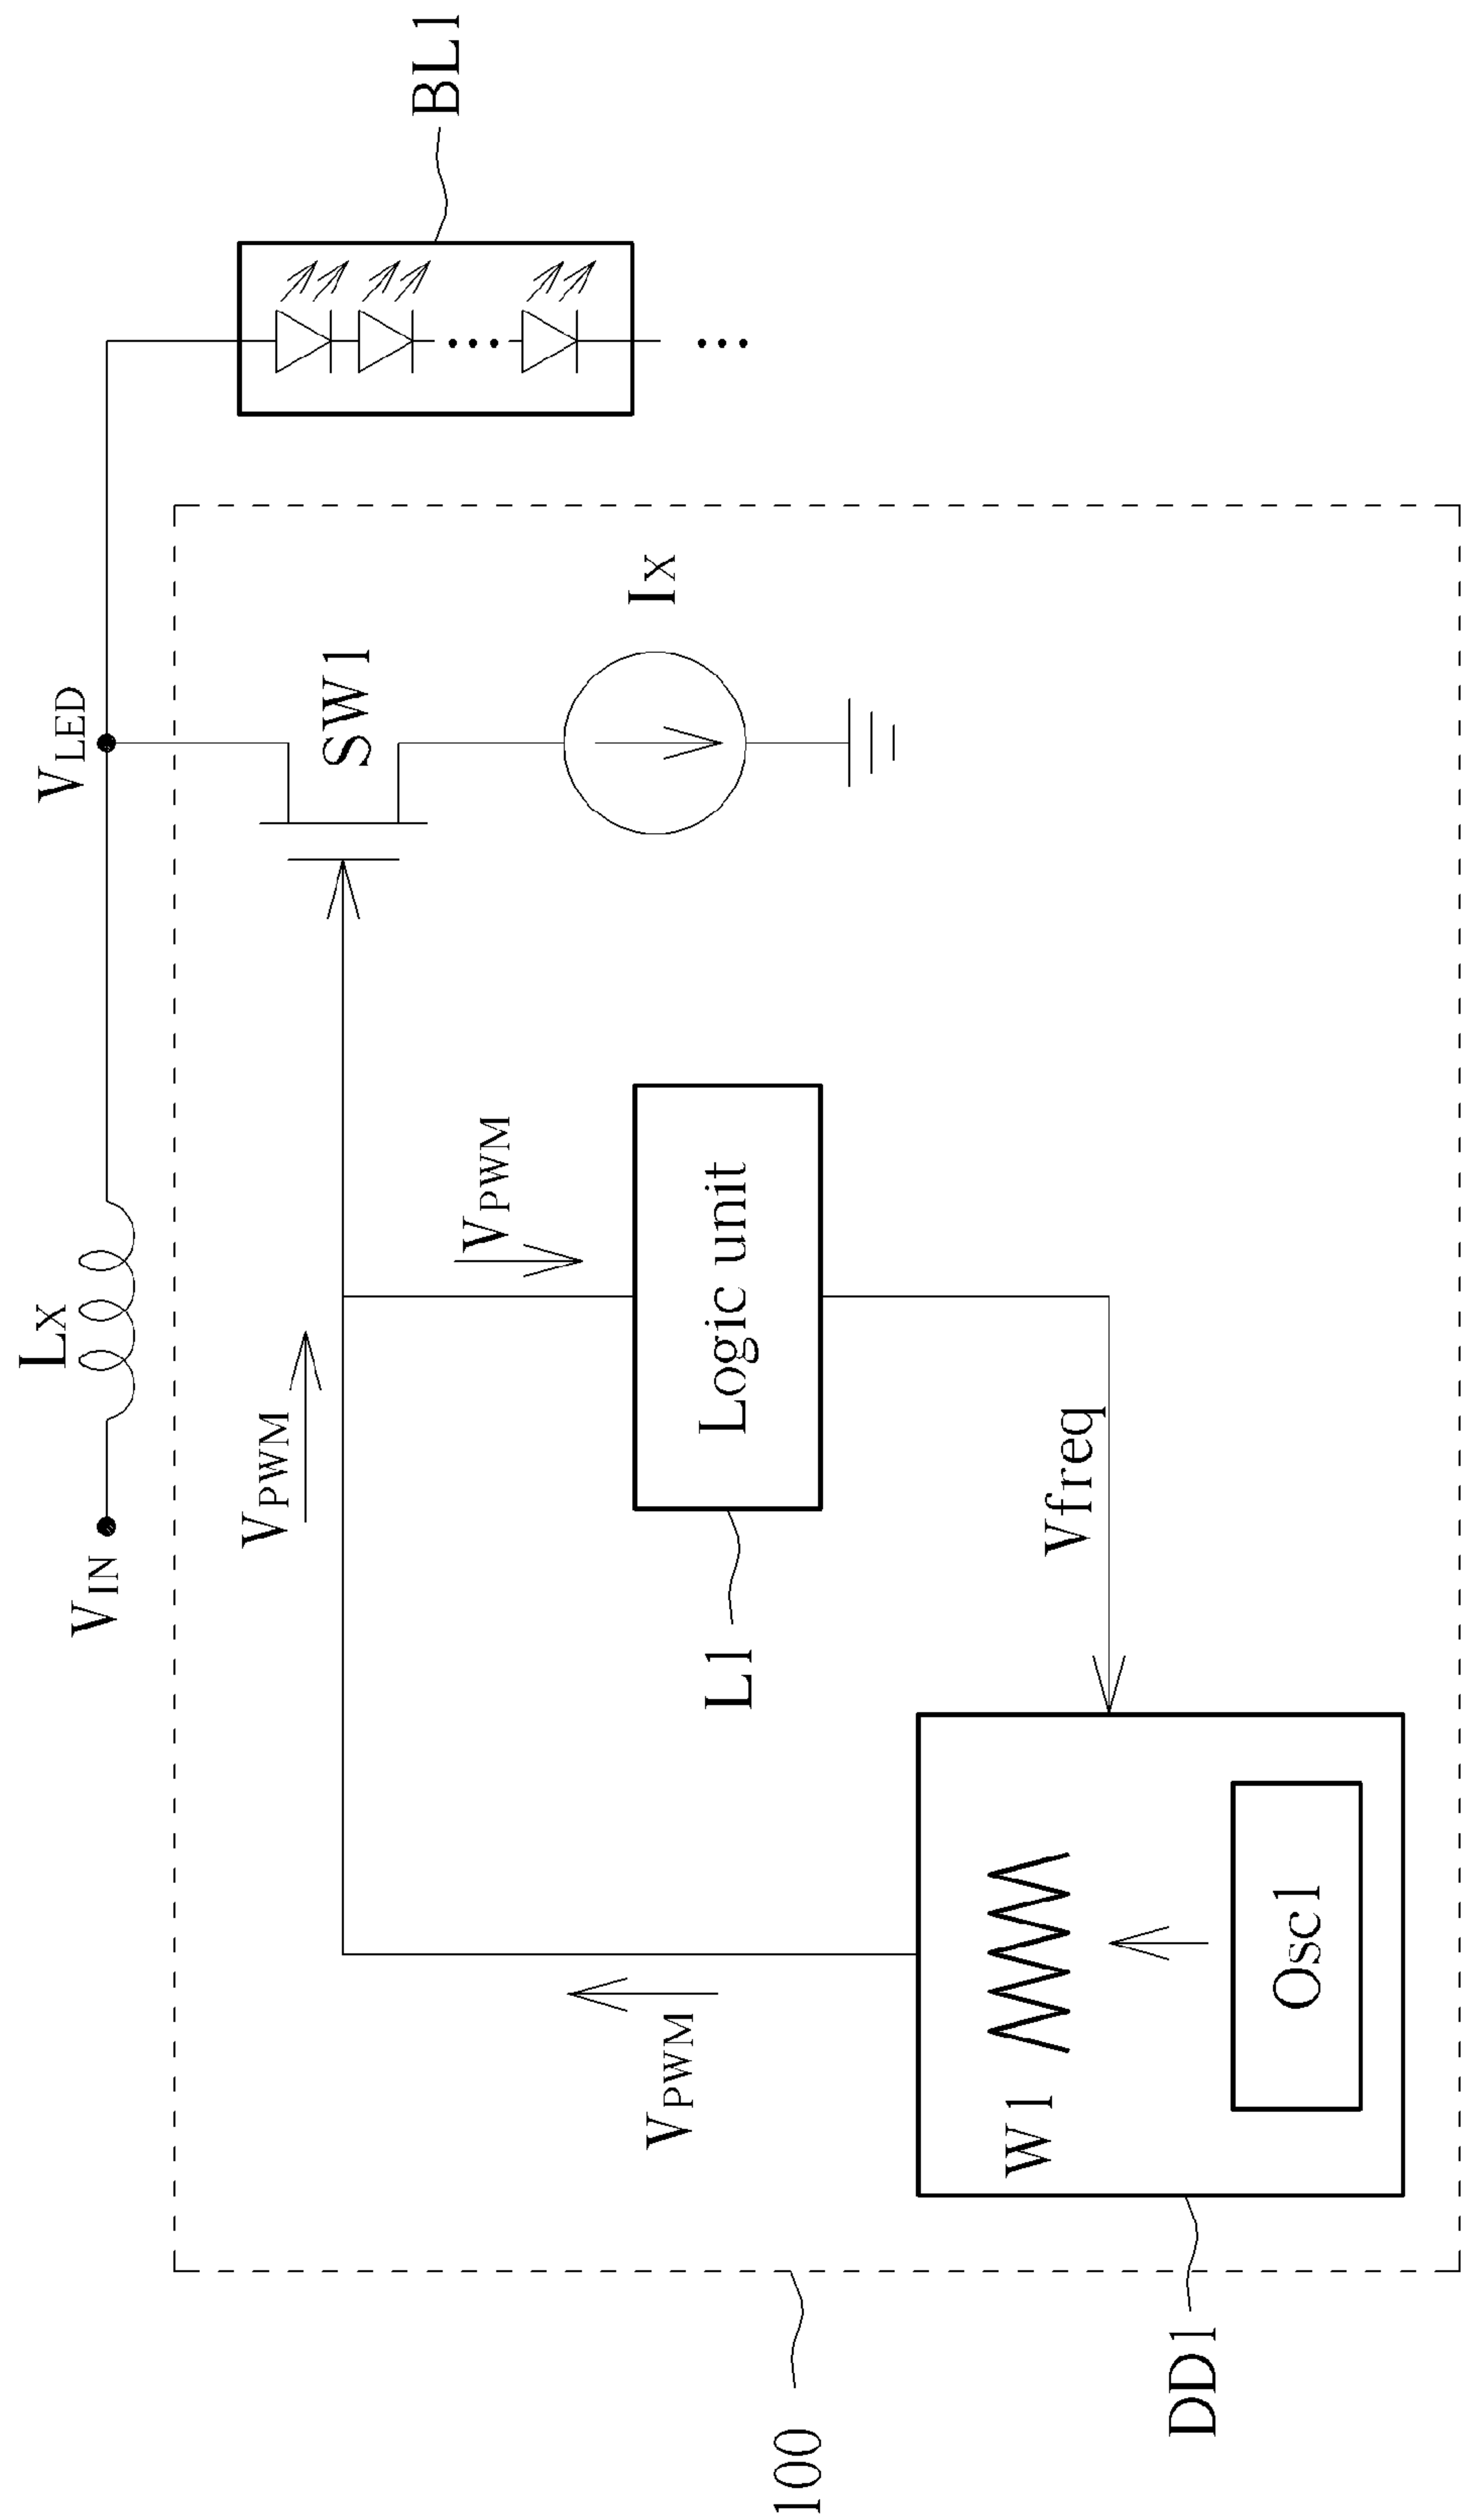 LX
VIN
VLED
BL1
VPWM
SW1
VPWM
VPWM
IX
L1
Logic unit
Vfreq
W1
Osc1
100
DD1